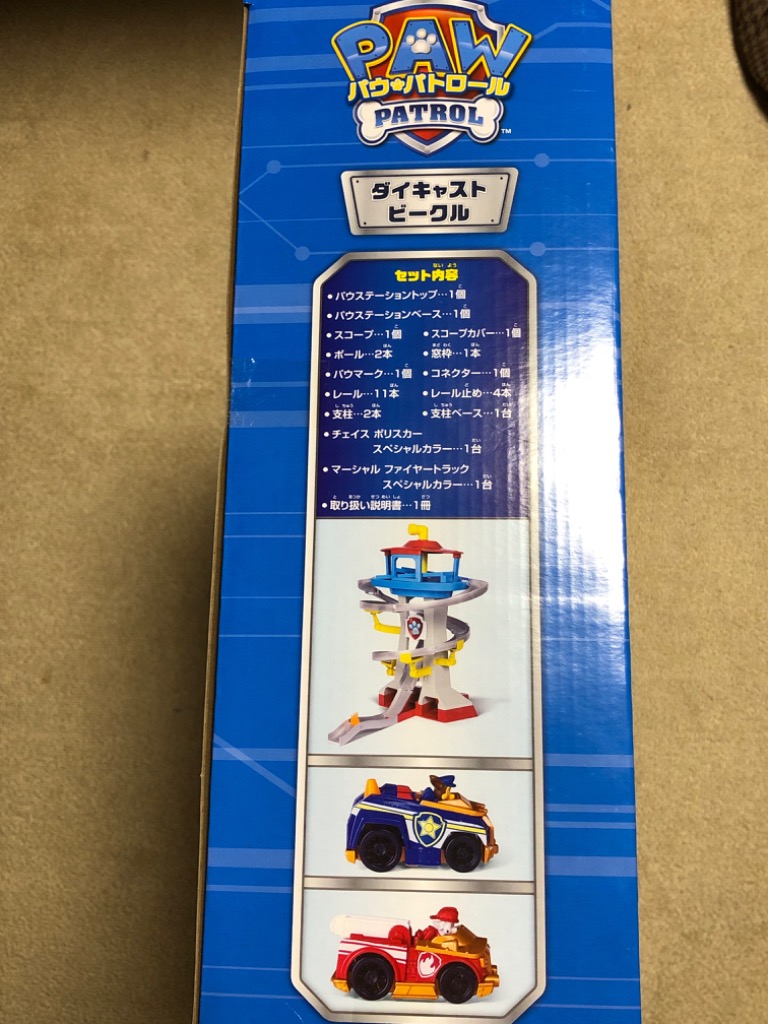 PAW
パウ・パトロール
PATROL™
ダイキャスト
ビークル
セット内容
●パウステーショントップ…1個
●パウステーションベース…1個
●スコープ…1個 ●スコープカバー…1個
●ポール…2本 ●窓枠…1本
●パウマーク…1個 ●コネクター…1個
●レール…11本 ●レール止め…4本
●支柱…2本 ●支柱ベース…1台
●チェイス ポリスカー
スペシャルカラー…1台
●マーシャル ファイヤートラック
スペシャルカラー…1台
●取り扱い説明書…1冊